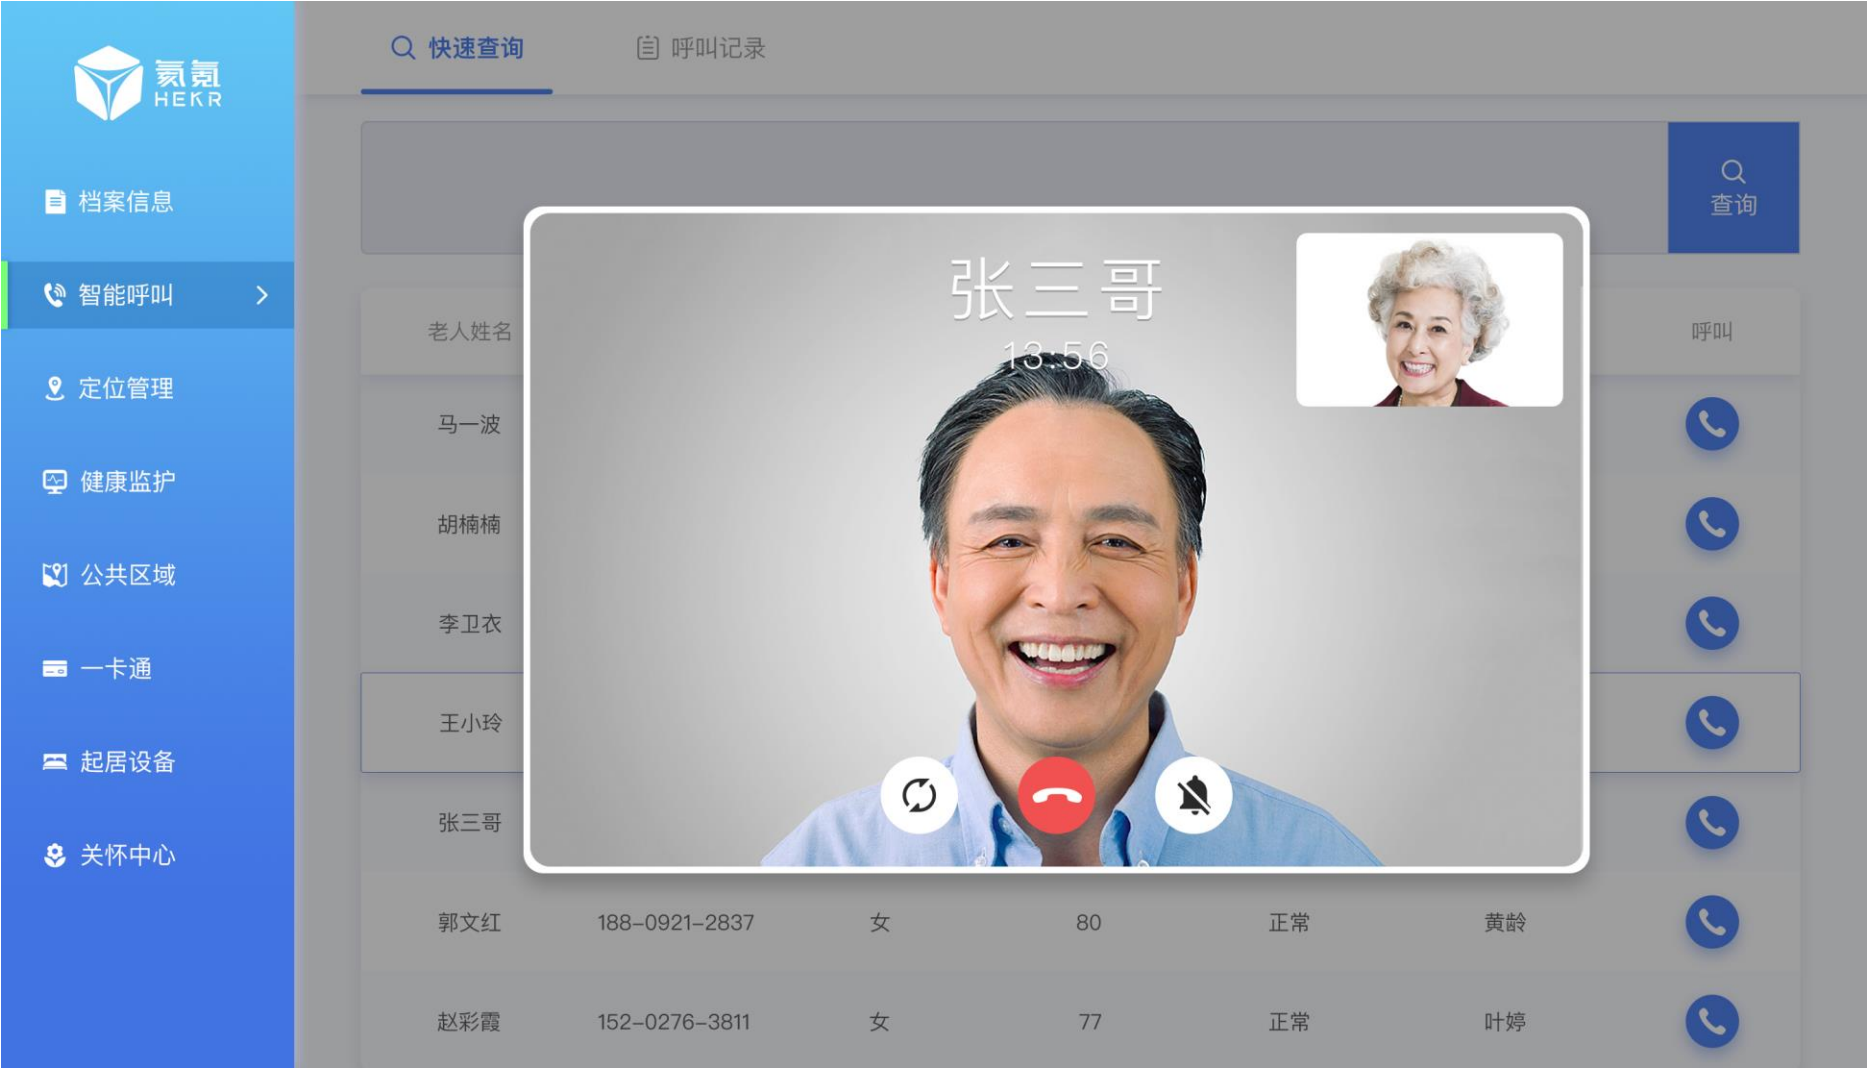 氦氪
HEKR
快速查询
呼叫记录
档案信息
智能呼叫
定位管理
健康监护
公共区域
一卡通
起居设备
关怀中心
查询
张三哥
13:56
老人姓名
呼叫
马一波
胡楠楠
李卫衣
王小玲
张三哥
郭文红 188-0921-2837 女 80 正常 黄龄
赵彩霞 152-0276-3811 女 77 正常 叶婷